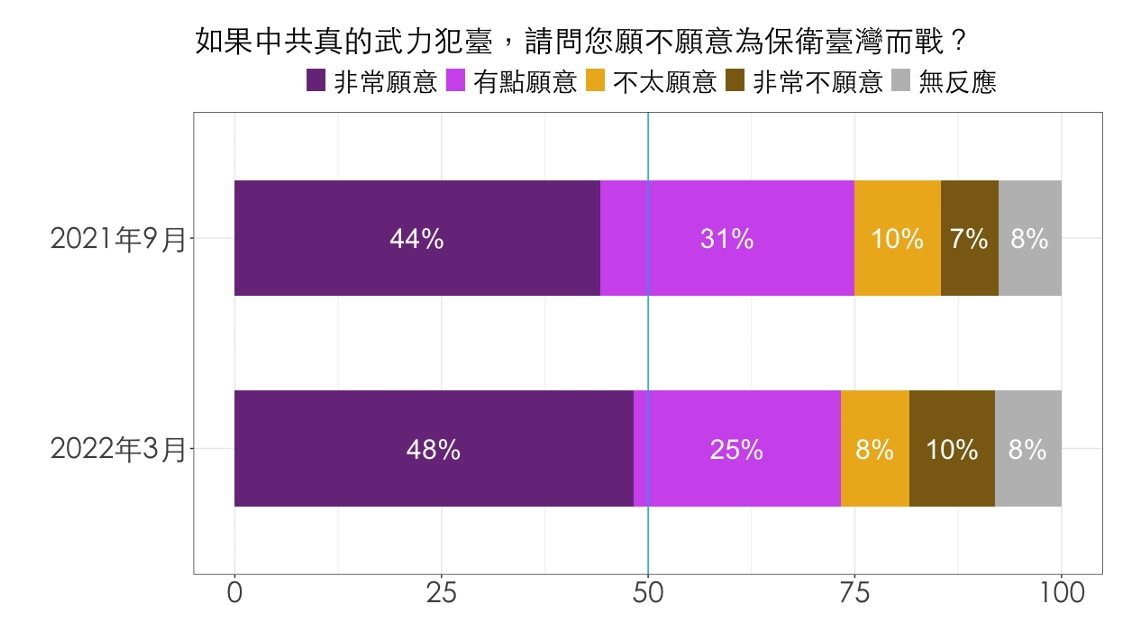 如果中共真的武力犯臺，請問您願不願意為保衛臺灣而戰？
非常願意 有點願意 不太願意 非常不願意 無反應
2021年9月 44% 31% 10% 7% 8%
2022年3月 48% 25% 8% 10% 8%
0 25 50 75 100